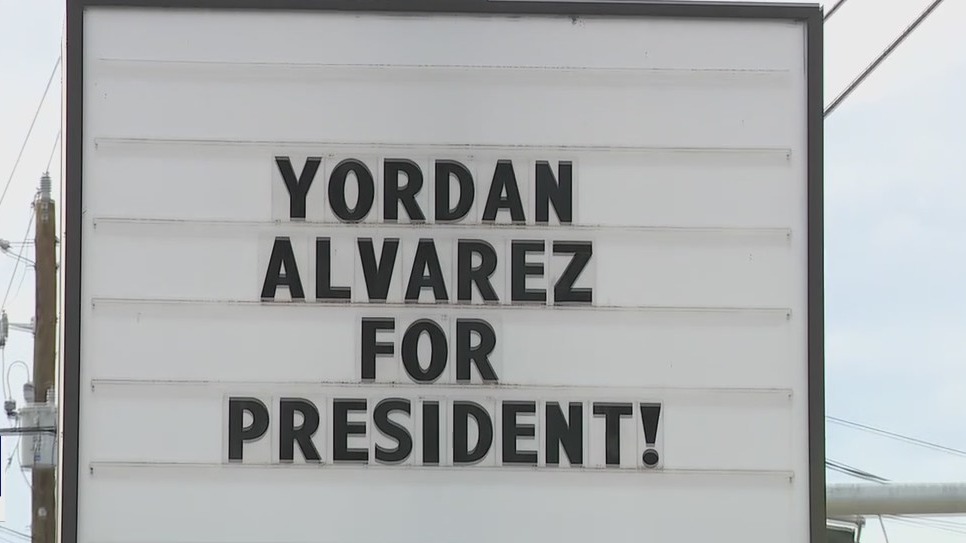 YORDAN
ALVAREZ
FOR
PRESIDENT!